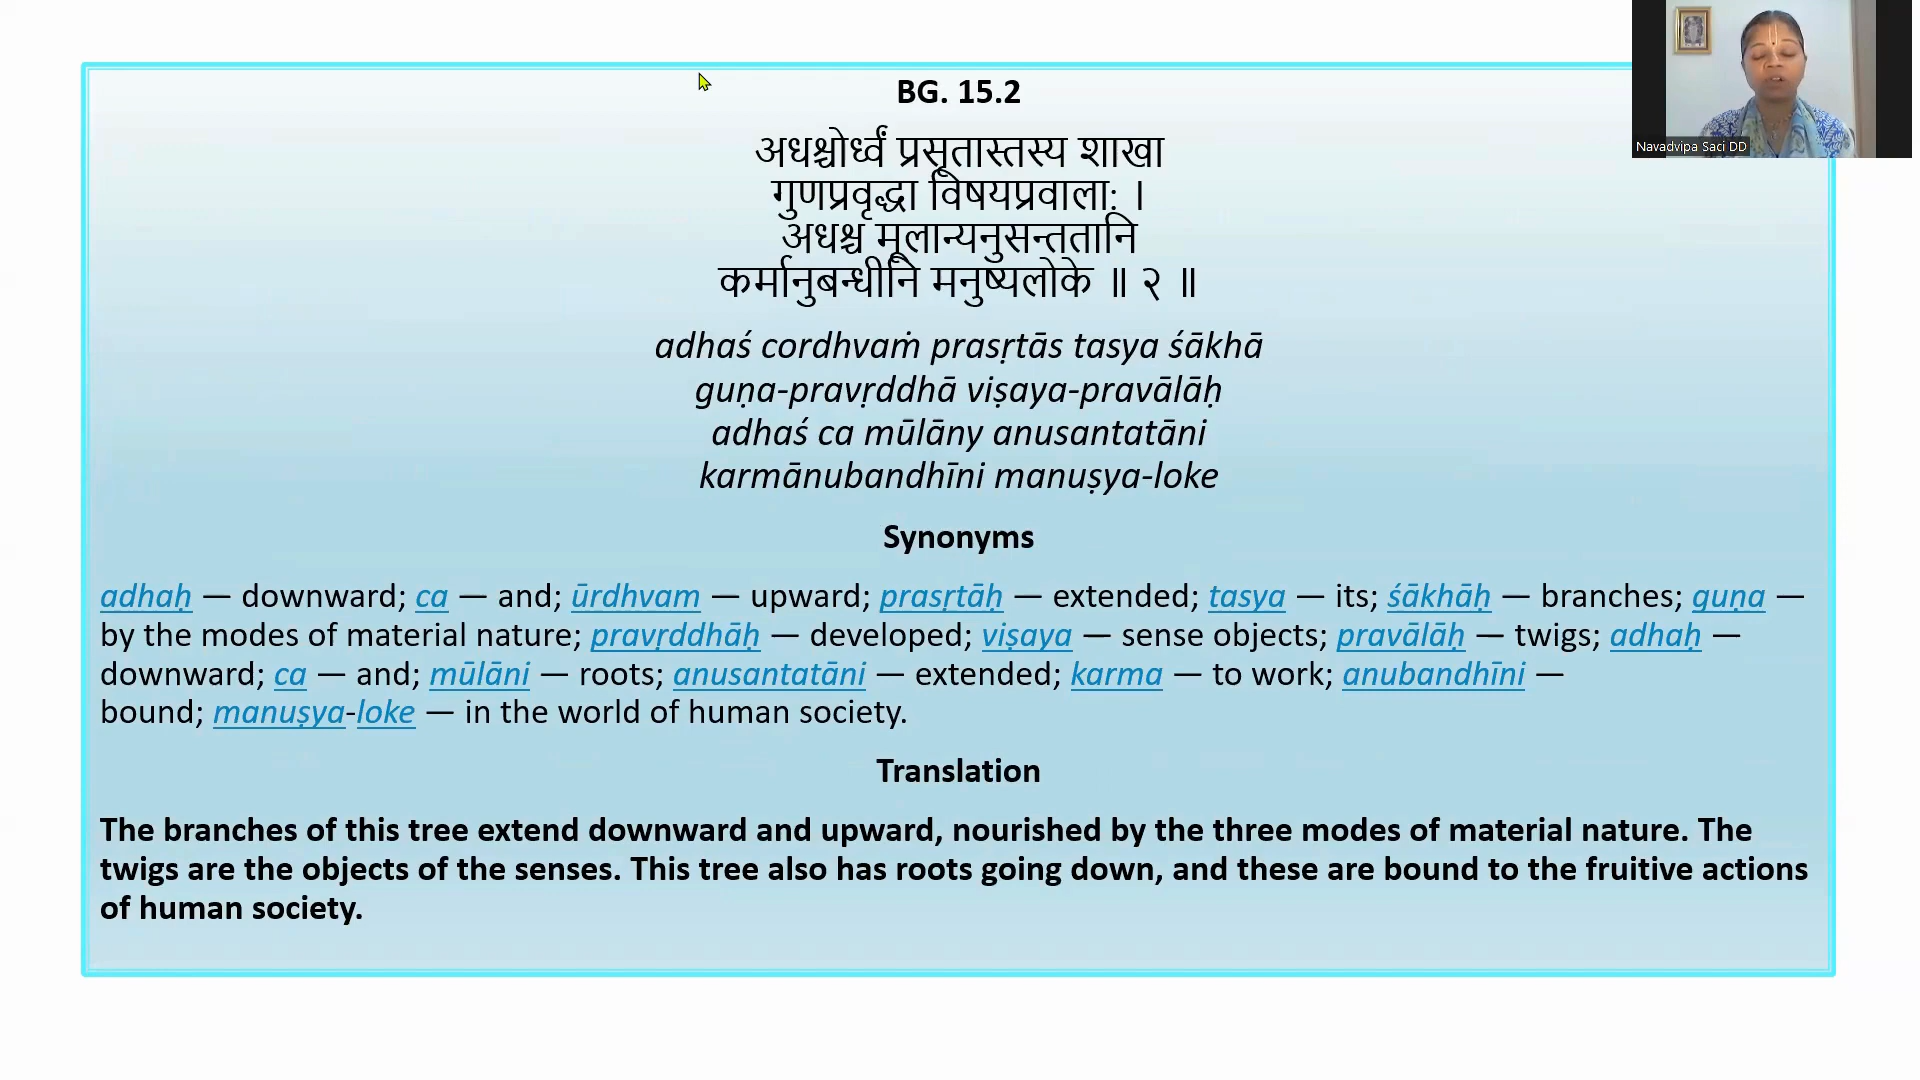 BG. 15.2
अधश्चोर्ध्वं प्रसृतास्तस्य शाखा
गुणप्रवृद्धा विषयप्रवाला: ।
अधश्च मूलान्यनुसन्ततानि
कर्मानुबन्धीनि मनुष्यलोके ॥ २ ॥
adhaś cordhvaṁ prasṛtās tasya śākhā
guṇa-pravṛddhā viṣaya-pravālāḥ
adhaś ca mūlāny anusantatāni
karmānubandhīni manuṣya-loke
Synonyms
adhaḥ — downward; ca — and; ūrdhvam — upward; prasṛtāḥ — extended; tasya — its; śākhāḥ — branches; guṇa —
by the modes of material nature; pravṛddhāḥ — developed; viṣaya — sense objects; pravālāḥ — twigs; adhaḥ —
downward; ca — and; mūlāni — roots; anusantatāni — extended; karma — to work; anubandhīni —
bound; manuṣya-loke — in the world of human society.
Translation
The branches of this tree extend downward and upward, nourished by the three modes of material nature. The
twigs are the objects of the senses. This tree also has roots going down, and these are bound to the fruitive actions
of human society.
Navadvipa Saci DD